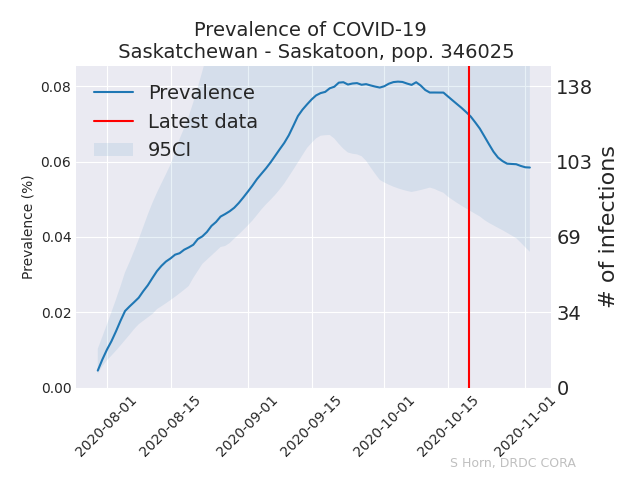 Prevalence of COVID-19
Saskatchewan - Saskatoon, pop. 346025
Prevalence
Latest data
95CI
Prevalence (%)
0.08
0.06
0.04
0.02
0.00
138
103
69
34
0
# of infections
2020-08-01
2020-08-15
2020-09-01
2020-09-15
2020-10-01
2020-10-15
2020-11-01
S Horn, DRDC CORA